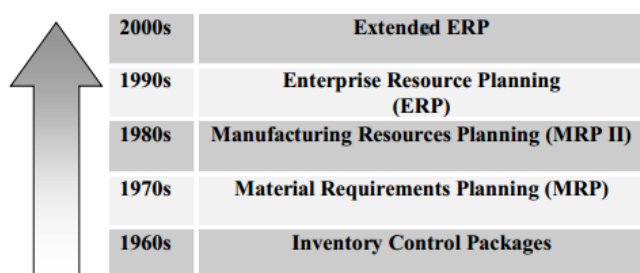 2000s Extended ERP
1990s Enterprise Resource Planning
(ERP)
1980s Manufacturing Resources Planning (MRP II)
1970s Material Requirements Planning (MRP)
1960s Inventory Control Packages